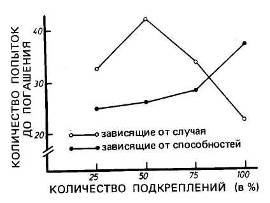 КОЛИЧЕСТВО ПОПЫТОК
ДО ПОГАШЕНИЯ
40
30
20
зависящие от случая
зависящие от способностей
25 50 75 100
КОЛИЧЕСТВО ПОДКРЕПЛЕНИЙ (в %)